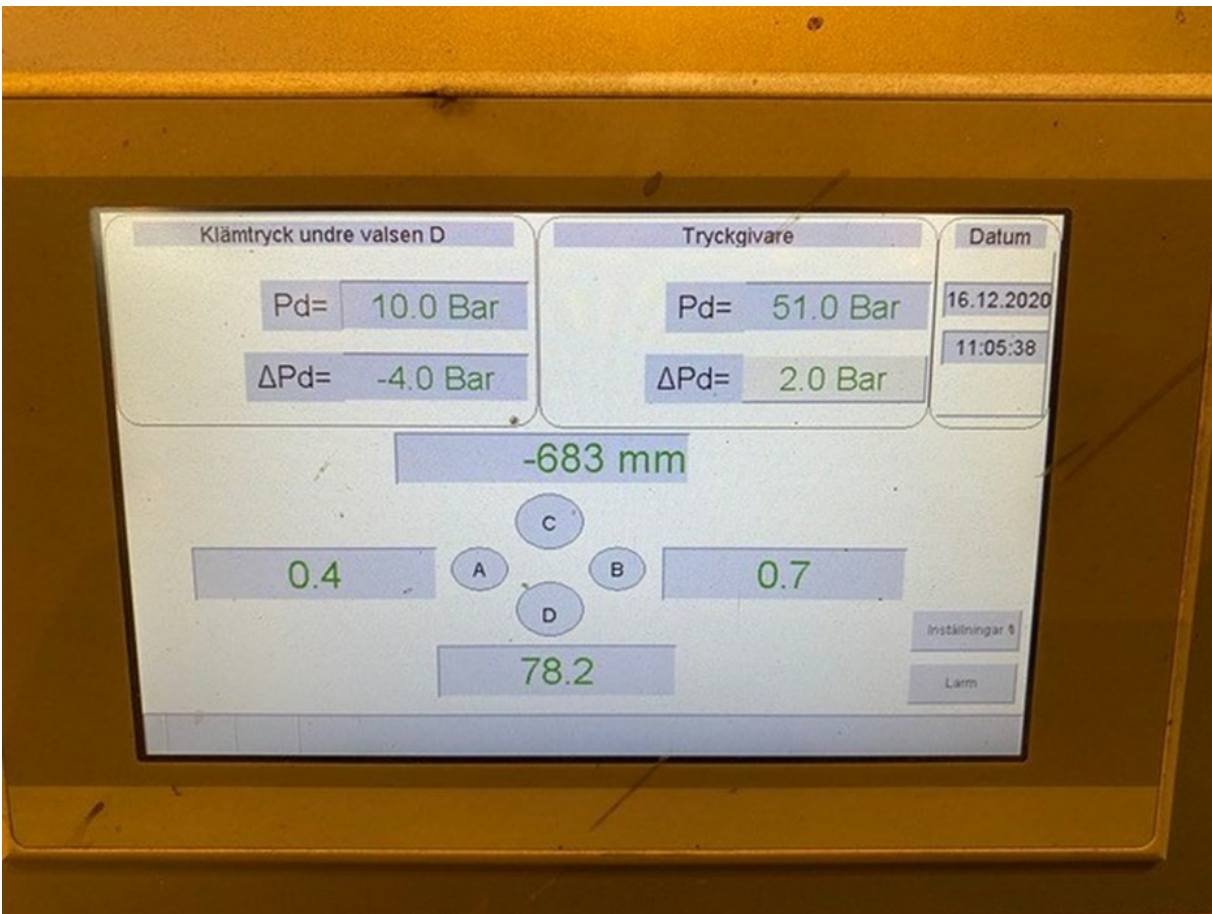 Klämtryck undre valsen D
Pd= 10.0 Bar
ΔPd= -4.0 Bar
Tryckgivare
Pd= 51.0 Bar
ΔPd= 2.0 Bar
Datum
16.12.2020
11:05:38
-683 mm
C
0.4 A B 0.7
D
78.2
Inställningar
Larm